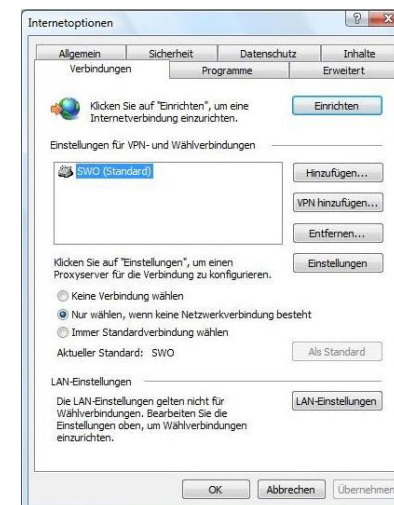 Internetoptionen
Allgemein Sicherheit Datenschutz Inhalte
Verbindungen Programme Erweitert
Klicken Sie auf "Einrichten", um eine
Internetverbindung einzurichten.
Einrichten
Einstellungen für VPN- und Wählverbindungen
SWO (Standard)
Hinzufügen...
VPN hinzufügen...
Entfernen...
Klicken Sie auf "Einstellungen", um einen
Proxyserver für die Verbindung zu konfigurieren.
Einstellungen
Keine Verbindung wählen
Nur wählen, wenn keine Netzwerkverbindung besteht
Immer Standardverbindung wählen
Aktueller Standard: SWO
Als Standard
LAN-Einstellungen
Die LAN-Einstellungen gelten nicht für
Wählverbindungen. Bearbeiten Sie die
Einstellungen oben, um Wählverbindungen
einzurichten.
LAN-Einstellungen
OK Abbrechen Übernehmen